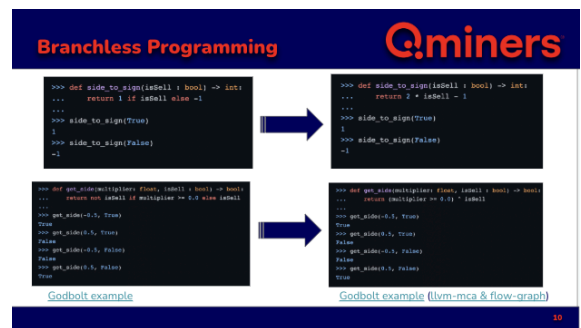 Branchless Programming
Qminers
>>> def side_to_sign(isSell : bool) -> int:
...     return 1 if isSell else -1
...
>>> side_to_sign(True)
1
>>> side_to_sign(False)
-1
>>> def side_to_sign(isSell : bool) -> int:
...     return 2 * isSell - 1
...
>>> side_to_sign(True)
1
>>> side_to_sign(False)
-1
>>> def get_side(multiplier: float, isSell : bool) -> bool:
...     return not isSell if multiplier >= 0.0 else isSell
...
>>> get_side(-0.5, True)
True
>>> get_side(0.5, True)
False
>>> get_side(-0.5, False)
False
>>> get_side(0.5, False)
True
>>> def get_side(multiplier: float, isSell : bool) -> bool:
...     return (multiplier >= 0.0) ^ isSell
...
>>> get_side(-0.5, True)
True
>>> get_side(0.5, True)
False
>>> get_side(-0.5, False)
False
>>> get_side(0.5, False)
True
Godbolt example
Godbolt example (llvm-mca & flow-graph)
10